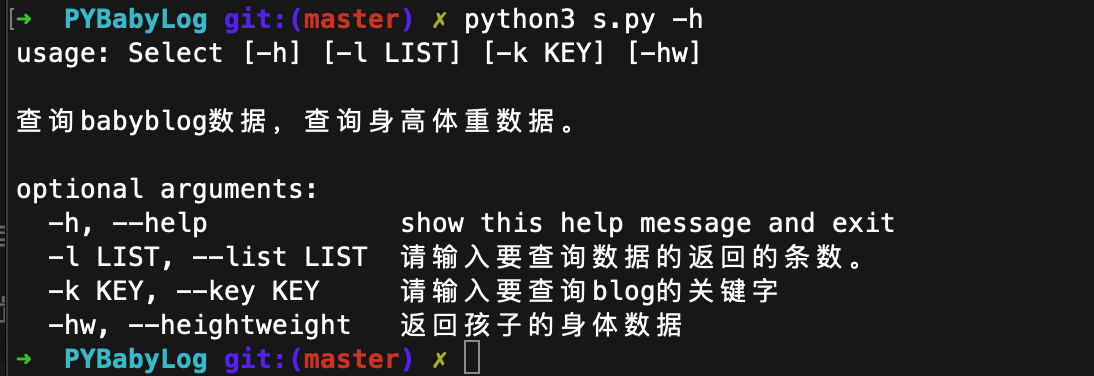 [➜  PYBabyLog git:(master) ✗ python3 s.py -h
usage: Select [-h] [-l LIST] [-k KEY] [-hw]
查询babyblog数据，查询身高体重数据。
optional arguments:
  -h, --help            show this help message and exit
  -l LIST, --list LIST  请输入要查询数据的返回的条数。
  -k KEY, --key KEY     请输入要查询blog的关键字
  -hw, --heightweight   返回孩子的身体数据
➜  PYBabyLog git:(master) ✗